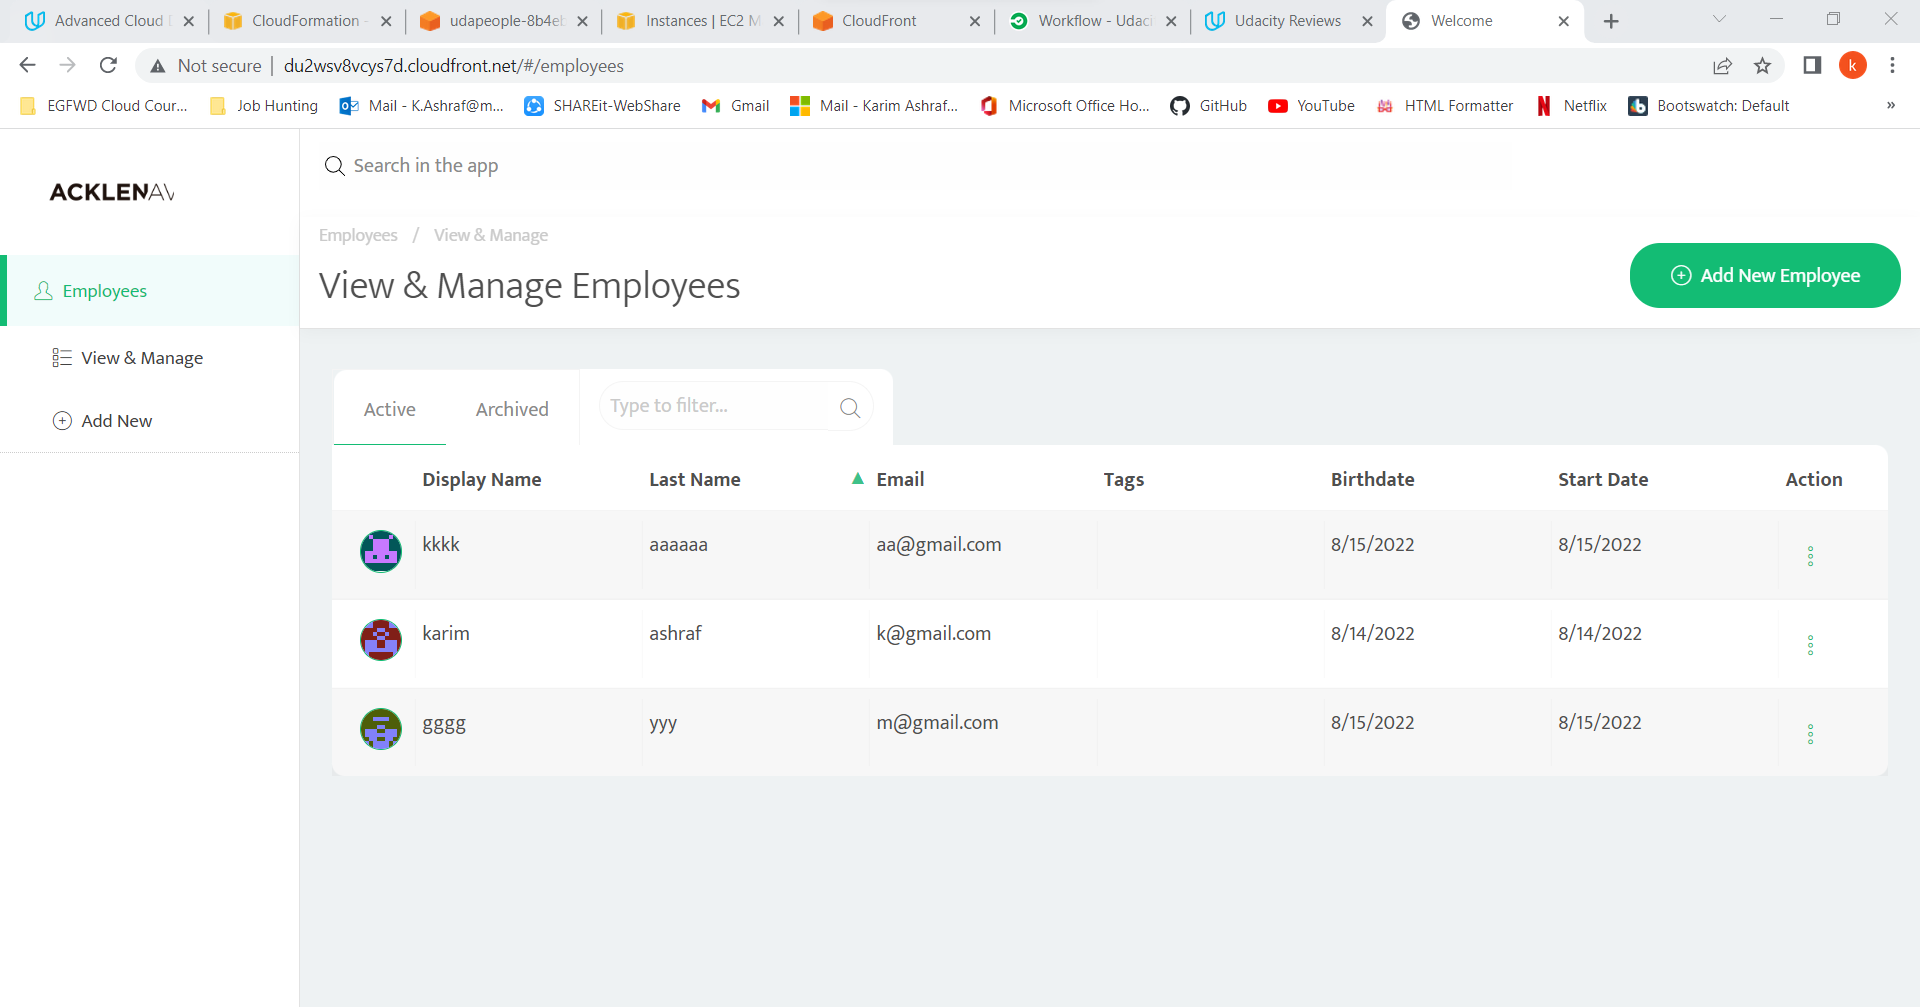 Advanced Cloud D
CloudFormation -
udapeople-8b4eb
Instances | EC2 M
CloudFront
Workflow - Udaci
Udacity Reviews
Welcome
Not secure
du2wsv8vcys7d.cloudfront.net/#/employees
k
EGFWD Cloud Cour...
Job Hunting
Mail - K.Ashraf@m...
SHAREit-WebShare
Gmail
Mail - Karim Ashraf...
Microsoft Office Ho...
GitHub
YouTube
HTML Formatter
Netflix
Bootswatch: Default
»
ACKLENAV
Search in the app
Employees / View & Manage
View & Manage Employees
Add New Employee
Employees
View & Manage
Add New
Active
Archived
Type to filter...
Display Name Last Name Email Tags Birthdate Start Date Action
kkkk aaaaaa aa@gmail.com 8/15/2022 8/15/2022
karim ashraf k@gmail.com 8/14/2022 8/14/2022
gggg yyy m@gmail.com 8/15/2022 8/15/2022